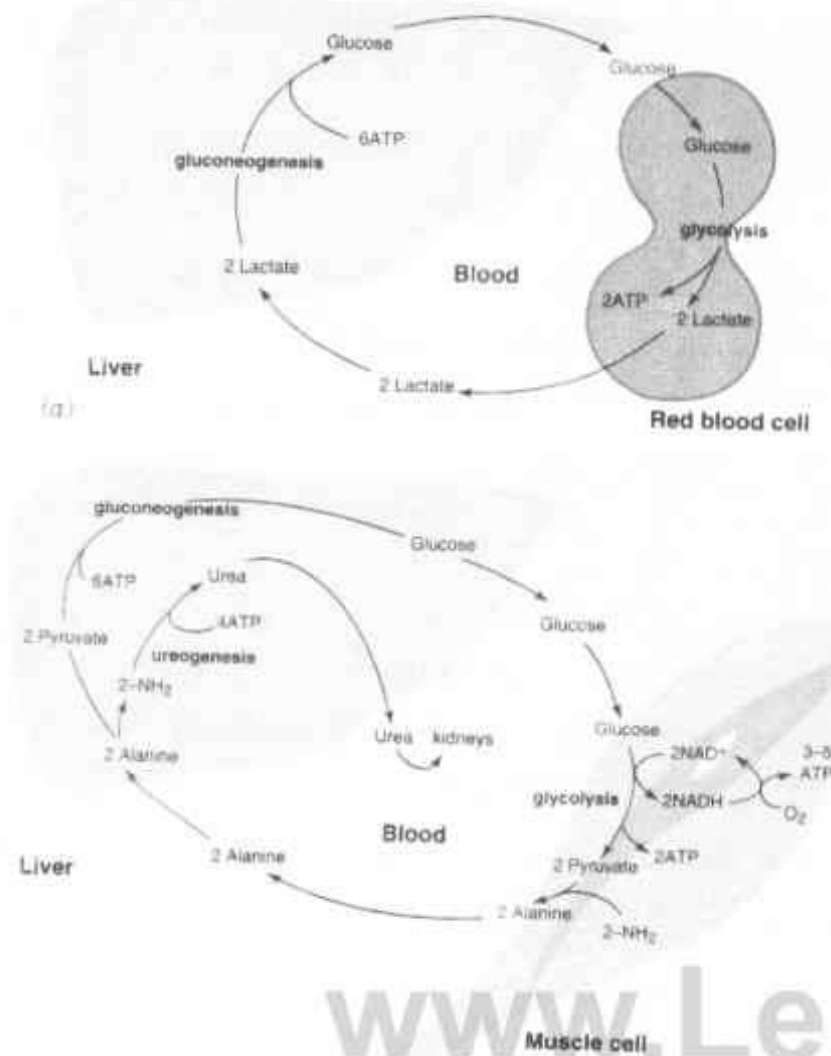 Glucose
Glucose
6ATP
Glucose
gluconeogenesis
glycolysis
2 Lactate
Blood
2ATP
2 Lactate
Liver
2 Lactate
(a)
Red blood cell
gluconeogenesis
Glucose
6ATP
Urea
4ATP
Glucose
2 Pyruvate
ureogenesis
2-NH2
Glucose
Urea kidneys
2 Alanine
2NAD+
ATP
glycolysis
2NADH
O2
Blood
Liver
2 Alanine
2 Pyruvate
2ATP
2 Alanine
2-NH2
www.Le
Muscle cell